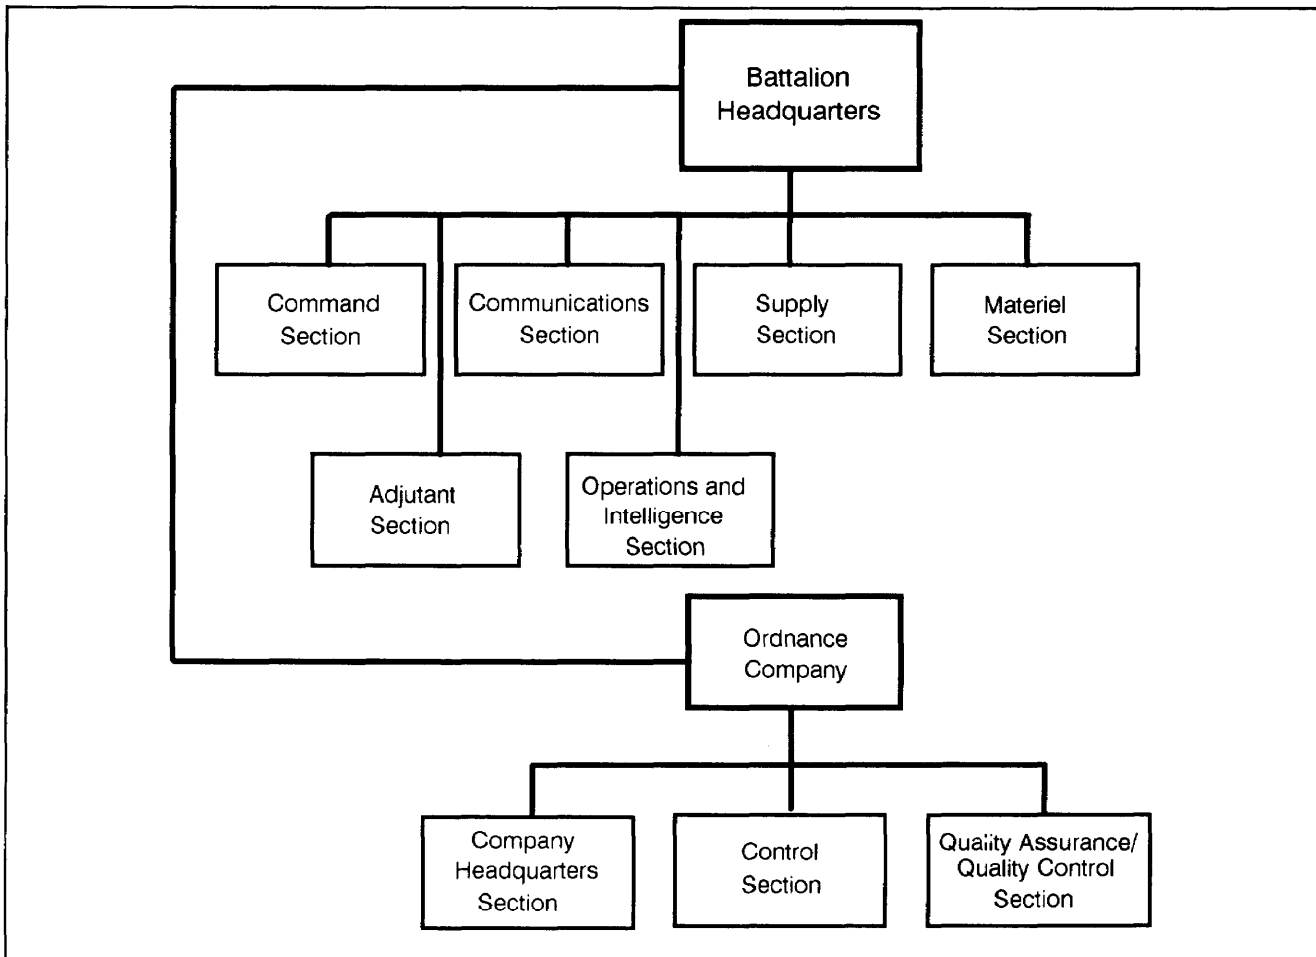 Battalion
Headquarters
Command
Section
Communications
Section
Supply
Section
Materiel
Section
Adjutant
Section
Operations and
Intelligence
Section
Ordnance
Company
Company
Headquarters
Section
Control
Section
Quality Assurance/
Quality Control
Section